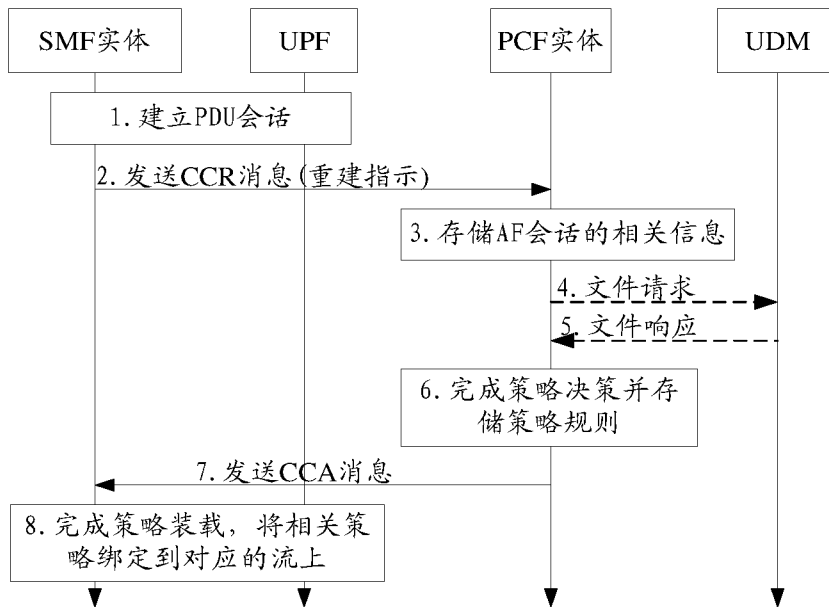 SMF实体
UPF
PCF实体
UDM
1.建立PDU会话
2.发送CCR消息(重建指示)
3.存储AF会话的相关信息
4.文件请求
5.文件响应
6.完成策略决策并存
储策略规则
7.发送CCA消息
8.完成策略装载，将相关策
略绑定到对应的流上